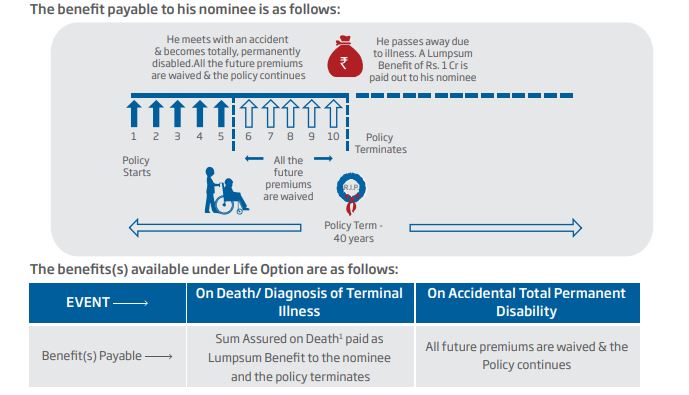 The benefit payable to his nominee is as follows:
He meets with an accident
& becomes totally, permanently
disabled.All the future premiums
are waived & the policy continues
₹
He passes away due
to illness. A Lumpsum
Benefit of Rs. 1 Cr is
paid out to his nominee
1 2 3 4 5 6 7 8 9 10
Policy
Starts
All the
future
premiums
are waived
Policy
Terminates
R.I.P
Policy Term -
40 years
The benefits(s) available under Life Option are as follows:
EVENT
On Death/ Diagnosis of Terminal
Illness
On Accidental Total Permanent
Disability
Benefit(s) Payable
Sum Assured on Death¹ paid as
Lumpsum Benefit to the nominee
and the policy terminates
All future premiums are waived & the
Policy continues